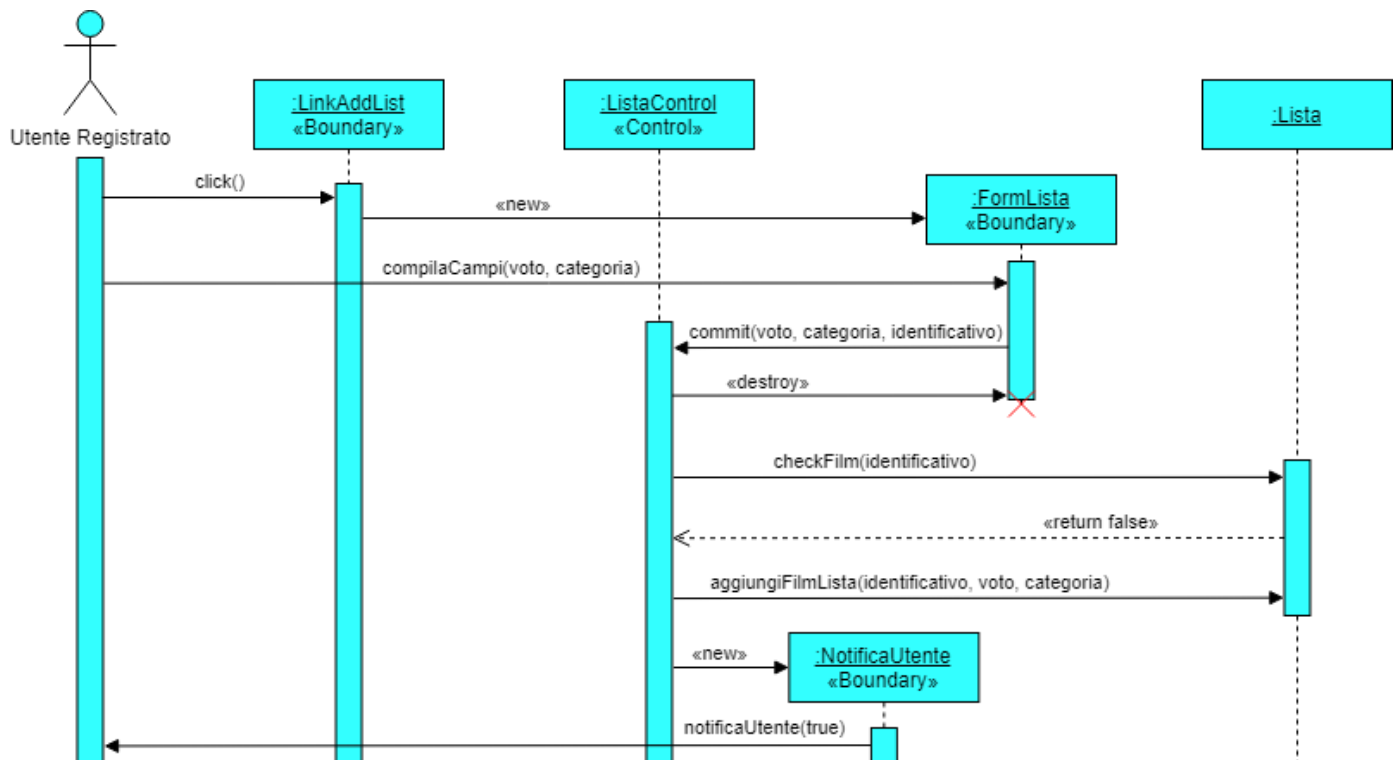 Utente Registrato
:LinkAddList
«Boundary»
:ListaControl
«Control»
:Lista
click()
«new»
:FormLista
«Boundary»
compilaCampi(voto, categoria)
commit(voto, categoria, identificativo)
«destroy»
checkFilm(identificativo)
«return false»
aggiungiFilmLista(identificativo, voto, categoria)
«new»
:NotificaUtente
«Boundary»
notificaUtente(true)